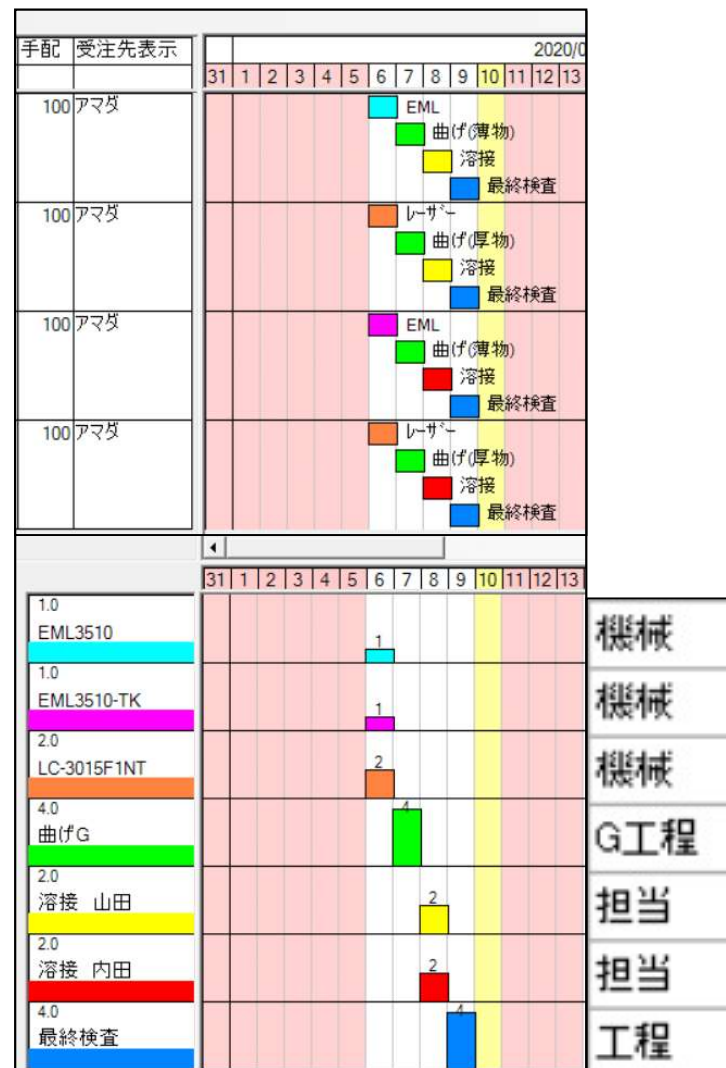 手配 受注先表示 2020/0
31 1 2 3 4 5 6 7 8 9 10 11 12 13
100 アマダ EML
曲げ(薄物)
溶接
最終検査
100 アマダ レーザー
曲げ(厚物)
溶接
最終検査
100 アマダ EML
曲げ(薄物)
溶接
最終検査
100 アマダ レーザー
曲げ(厚物)
溶接
最終検査
31 1 2 3 4 5 6 7 8 9 10 11 12 13
1.0
EML3510 1 機械
1.0
EML3510-TK 1 機械
2.0
LC-3015F1NT 2 機械
4.0
曲げG 4 G工程
2.0
溶接 山田 2 担当
2.0
溶接 内田 2 担当
4.0
最終検査 4 工程